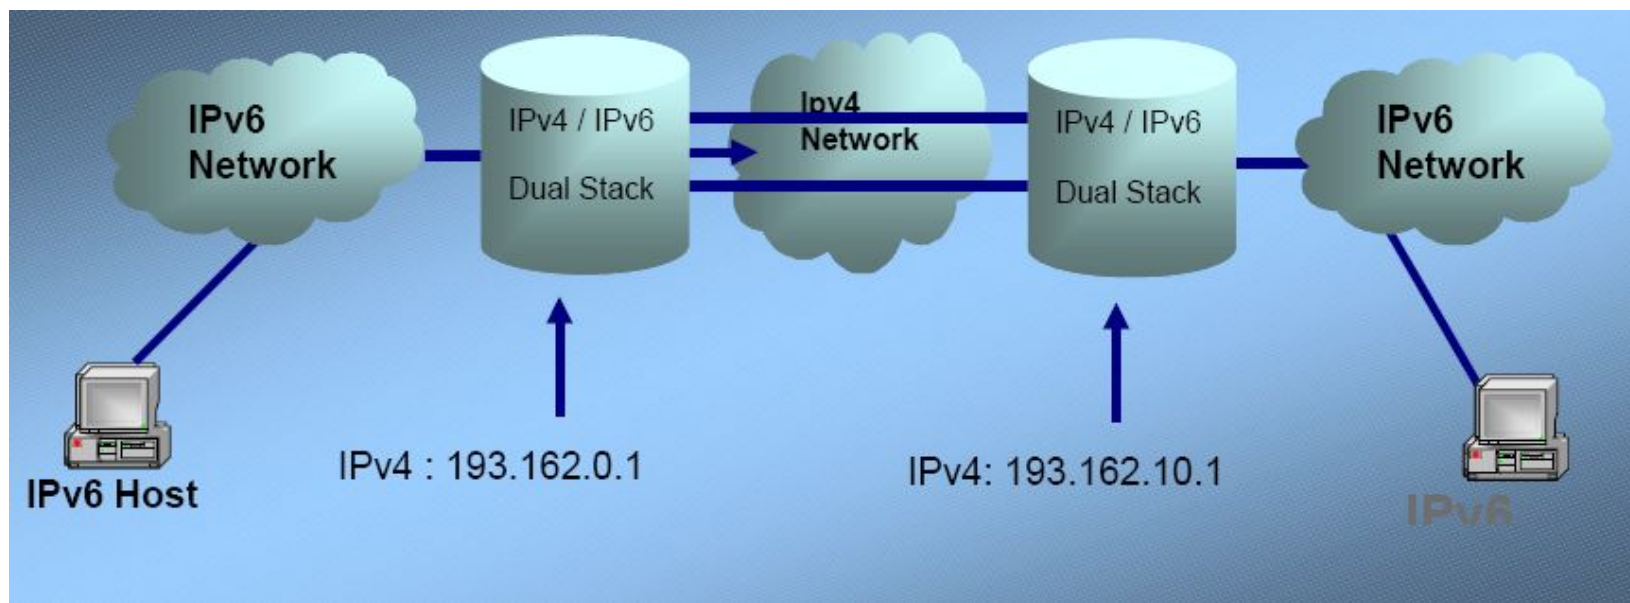 IPv6
Network
IPv4 / IPv6
Dual Stack
Ipv4
Network
IPv4 / IPv6
Dual Stack
IPv6
Network
IPv6 Host
IPv4 : 193.162.0.1
IPv4: 193.162.10.1
IPv6